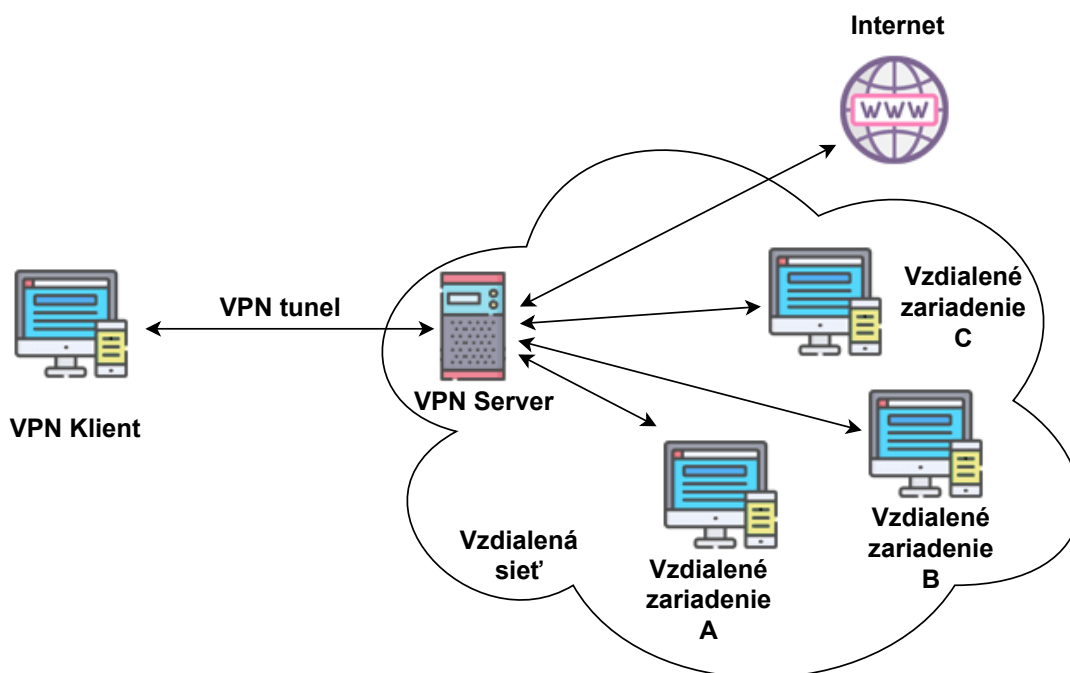 Internet
WWW
VPN tunel
VPN Klient
VPN Server
Vzdialené
zariadenie
C
Vzdialené
zariadenie
B
Vzdialená
sieť
Vzdialené
zariadenie
A